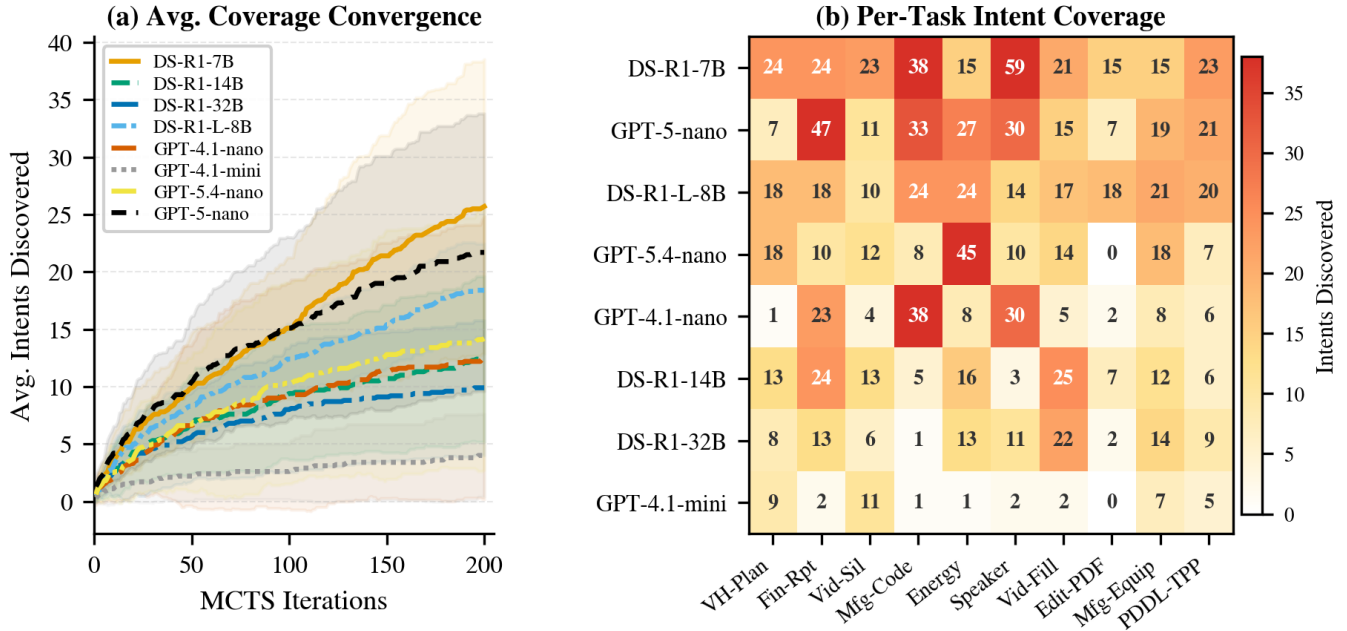 (a) Avg. Coverage Convergence
40
35
30
25
20
15
10
5
0
Avg. Intents Discovered
DS-R1-7B
DS-R1-14B
DS-R1-32B
DS-R1-L-8B
GPT-4.1-nano
GPT-4.1-mini
GPT-5.4-nano
GPT-5-nano
0 50 100 150 200
MCTS Iterations
(b) Per-Task Intent Coverage
DS-R1-7B 24 24 23 38 15 59 21 15 15 23
GPT-5-nano 7 47 11 33 27 30 15 7 19 21
DS-R1-L-8B 18 18 10 24 24 14 17 18 21 20
GPT-5.4-nano 18 10 12 8 45 10 14 0 18 7
GPT-4.1-nano 1 23 4 38 8 30 5 2 8 6
DS-R1-14B 13 24 13 5 16 3 25 7 12 6
DS-R1-32B 8 13 6 1 13 11 22 2 14 9
GPT-4.1-mini 9 2 11 1 1 2 2 0 7 5
VH-Plan Fin-Rpt Vid-Sil Mfg-Code Energy Speaker Vid-Fill Edit-PDF Mfg-Equip PDDL-TPP
35
30
25
20
15
10
5
0
Intents Discovered